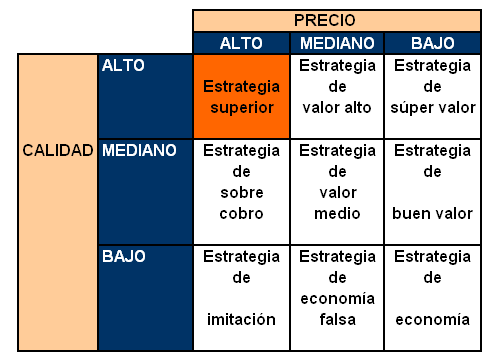 PRECIO
ALTO MEDIANO BAJO
CALIDAD
ALTO
Estrategia
superior
Estrategia
de
valor alto
Estrategia
de
súper valor
MEDIANO
Estrategia
de
sobre
cobro
Estrategia
de
valor
medio
Estrategia
de
buen valor
BAJO
Estrategia
de
imitación
Estrategia
de
economía
falsa
Estrategia
de
economía